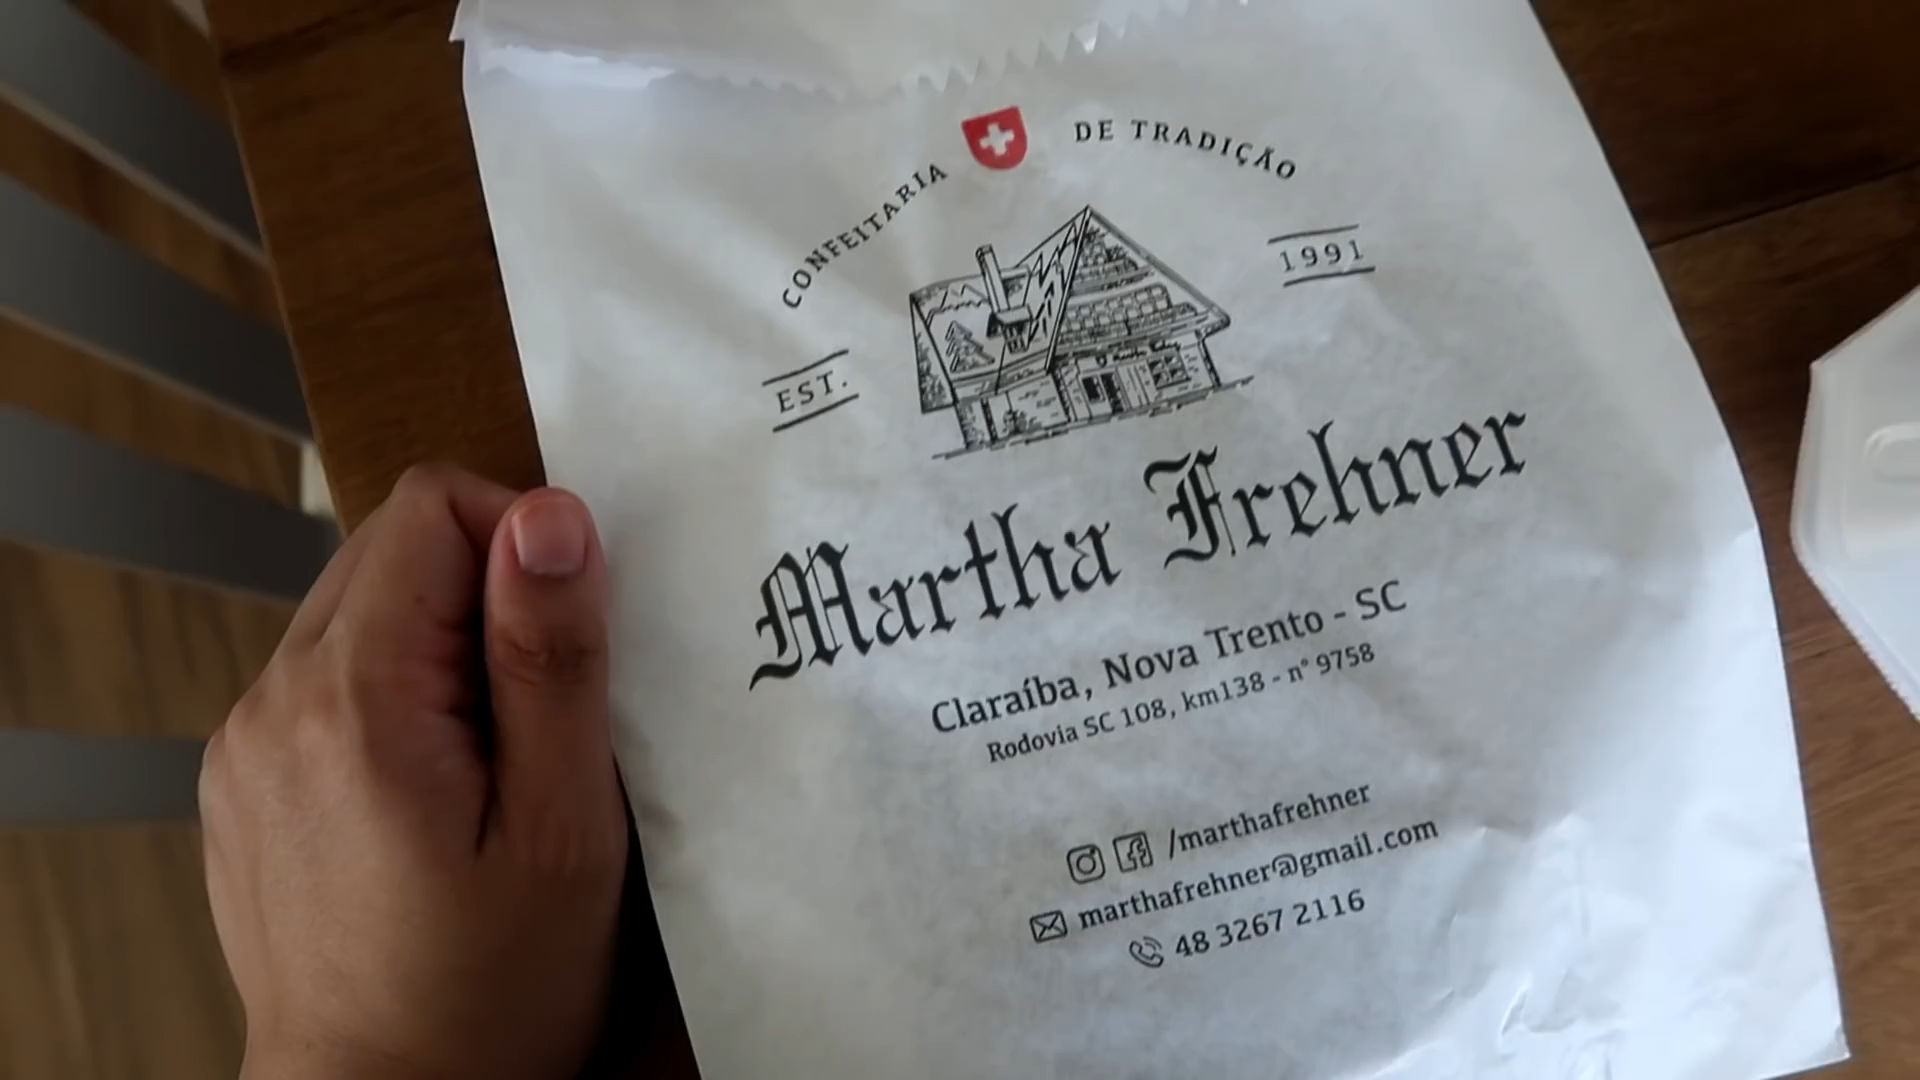 CONFEITARIA DE TRADIÇÃO
EST. 1991
Martha Frehner
Claraíba, Nova Trento - SC
Rodovia SC 108, km138 - n° 9758
/marthafrehner
marthafrehner@gmail.com
48 3267 2116